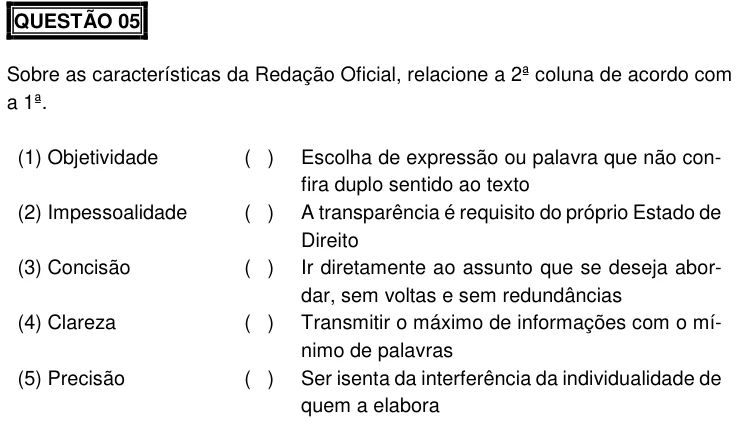 QUESTÃO 05
Sobre as características da Redação Oficial, relacione a 2ª coluna de acordo com
a 1ª.
(1) Objetividade ( ) Escolha de expressão ou palavra que não con-
fira duplo sentido ao texto
(2) Impessoalidade ( ) A transparência é requisito do próprio Estado de
Direito
(3) Concisão ( ) Ir diretamente ao assunto que se deseja abor-
dar, sem voltas e sem redundâncias
(4) Clareza ( ) Transmitir o máximo de informações com o mí-
nimo de palavras
(5) Precisão ( ) Ser isenta da interferência da individualidade de
quem a elabora